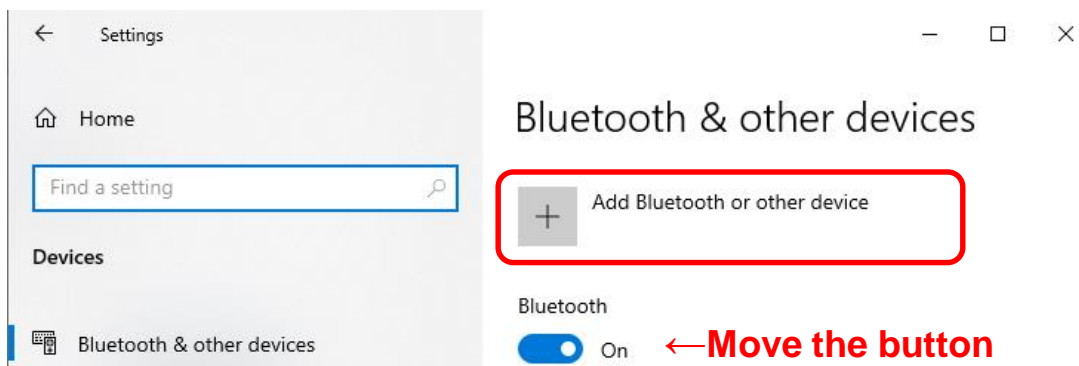 Settings
Home
Find a setting
Devices
Bluetooth & other devices
Bluetooth & other devices
Add Bluetooth or other device
Bluetooth
On ←Move the button